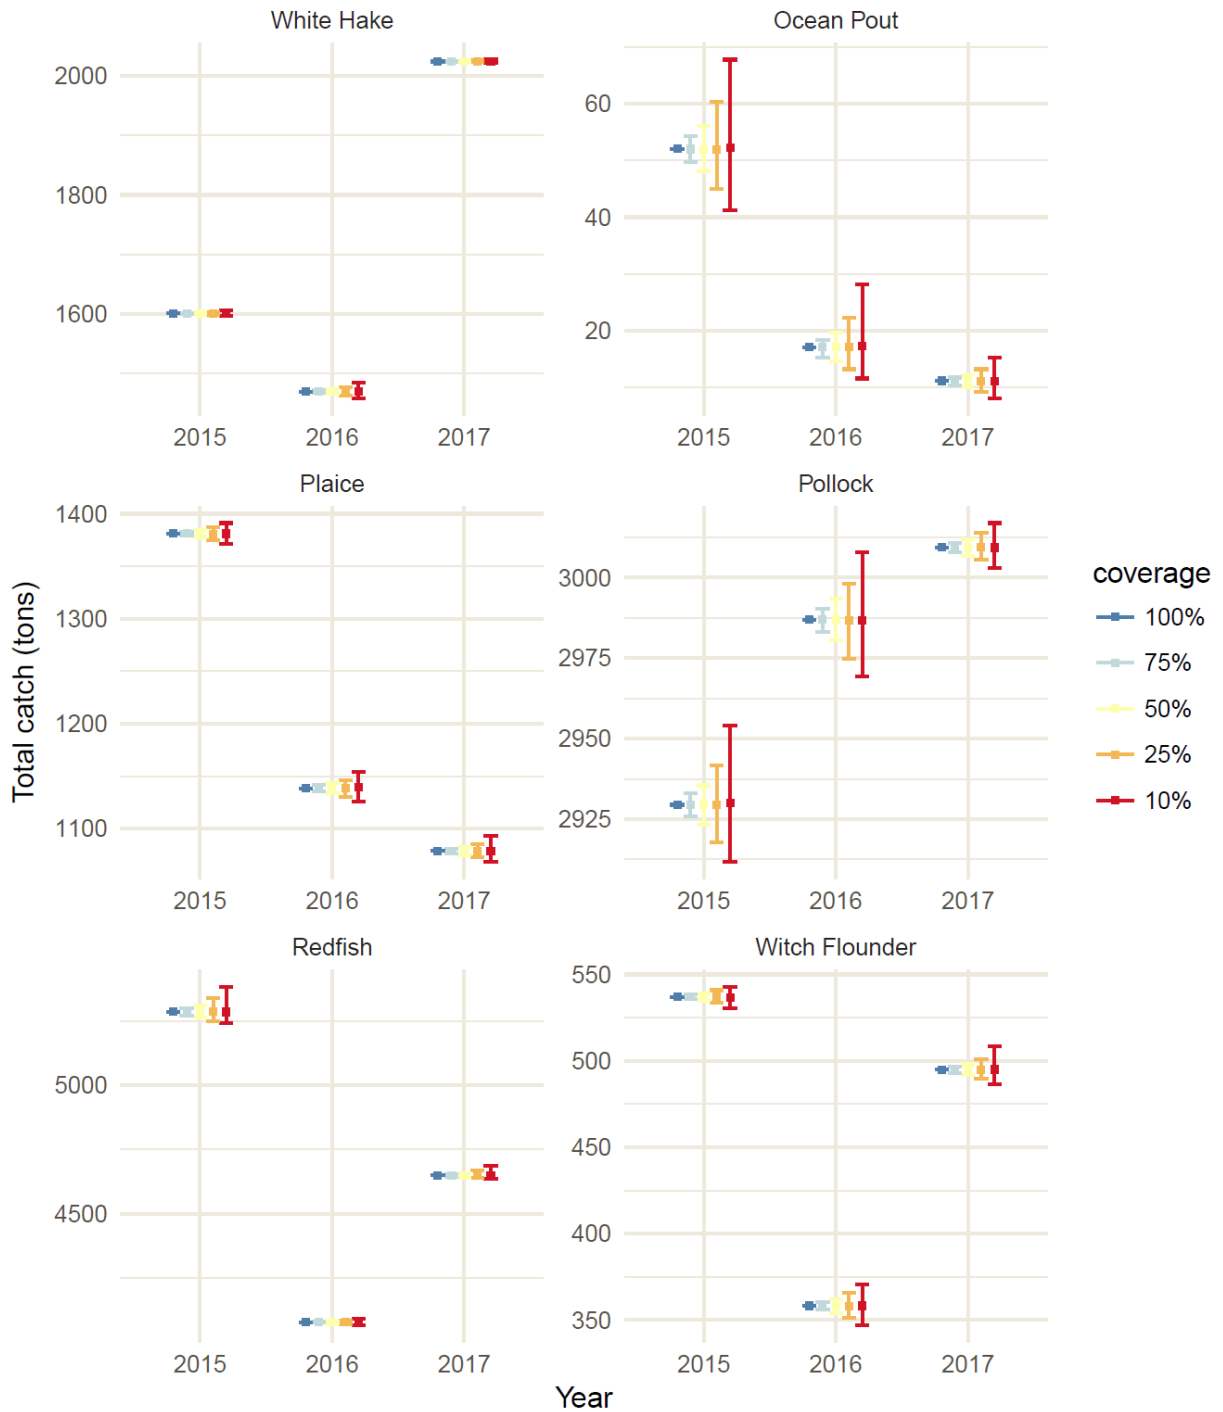 White Hake
Ocean Pout
2000
1800
1600
60
40
20
2015 2016 2017
2015 2016 2017
Plaice
Pollock
1400
1300
1200
1100
3000
2975
2950
2925
2015 2016 2017
2015 2016 2017
Redfish
Witch Flounder
5000
4500
550
500
450
400
350
2015 2016 2017
2015 2016 2017
Total catch (tons)
Year
coverage
100%
75%
50%
25%
10%